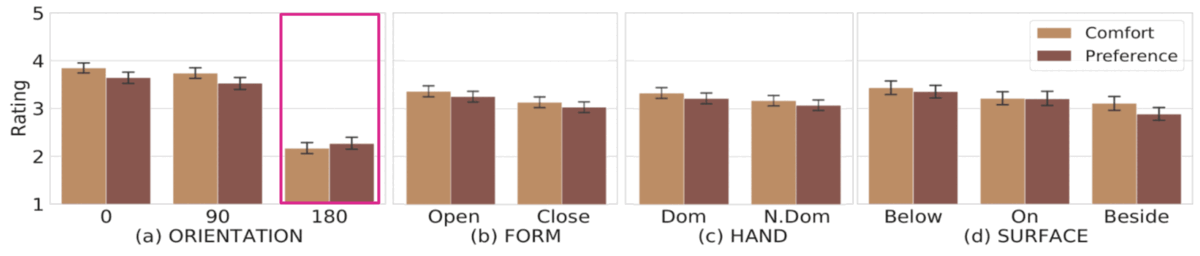 5
4
3
2
1
Rating
Comfort
Preference
0 90 180
Open Close
Dom N.Dom
Below On Beside
(a) ORIENTATION
(b) FORM
(c) HAND
(d) SURFACE